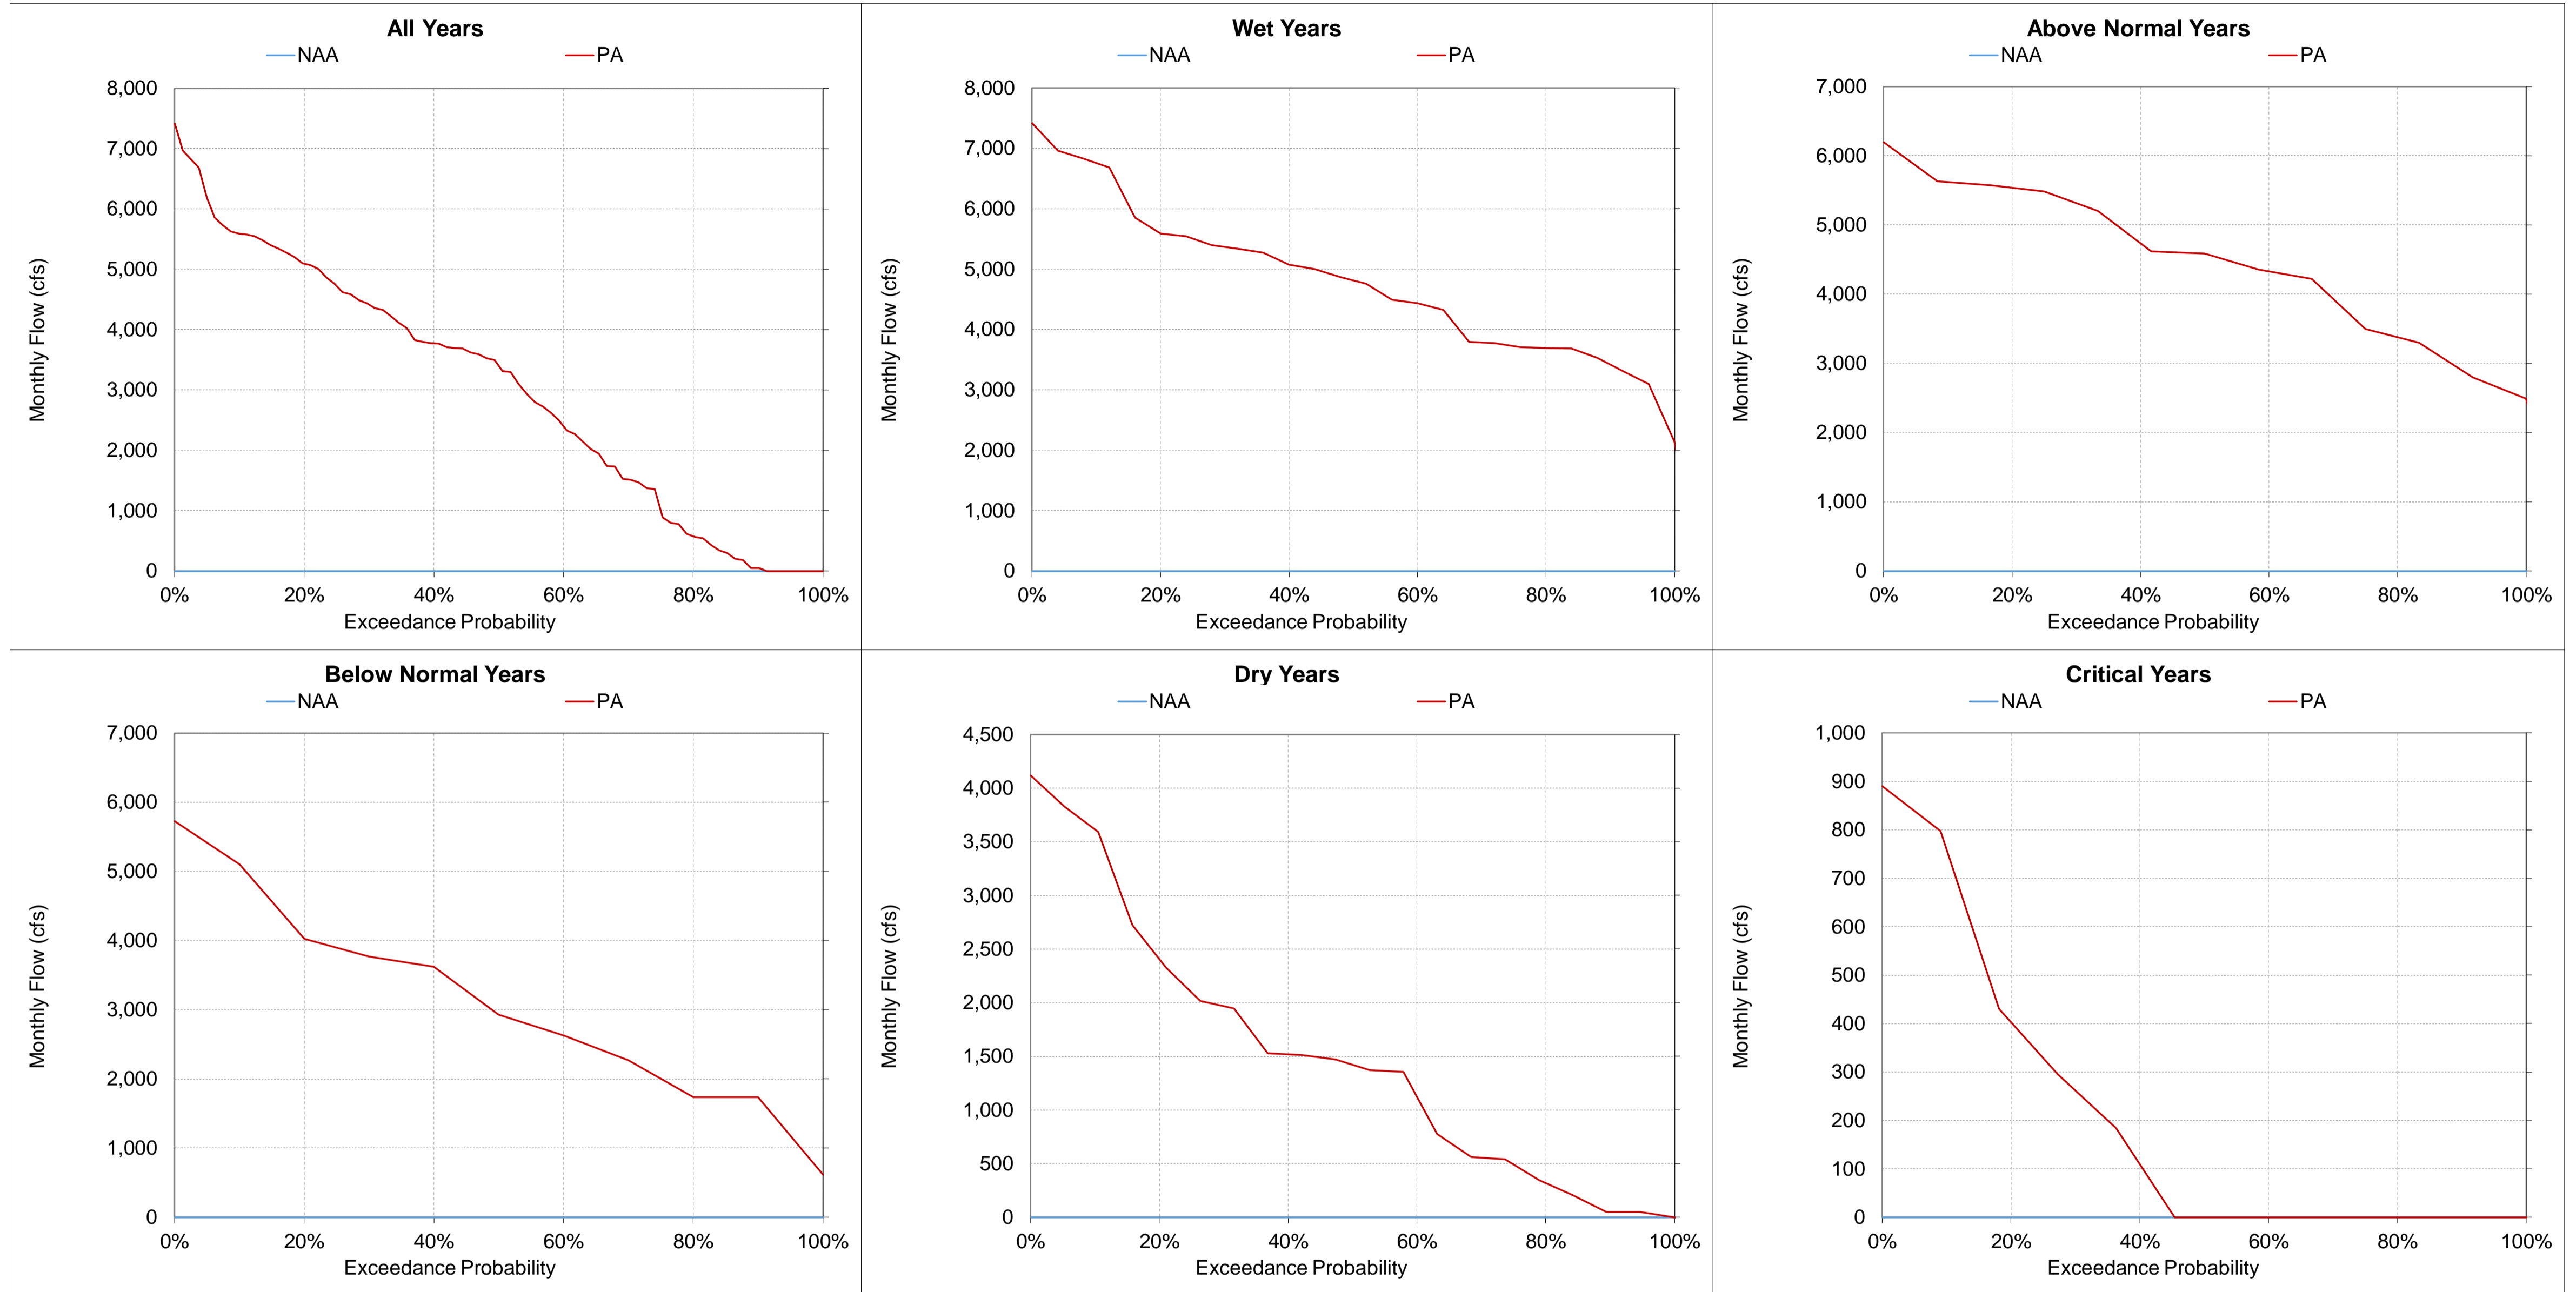 All Years
NAA PA
8,000
7,000
6,000
5,000
4,000
3,000
2,000
1,000
0
Monthly Flow (cfs)
0% 20% 40% 60% 80% 100%
Exceedance Probability
Wet Years
NAA PA
8,000
7,000
6,000
5,000
4,000
3,000
2,000
1,000
0
Monthly Flow (cfs)
0% 20% 40% 60% 80% 100%
Exceedance Probability
Above Normal Years
NAA PA
7,000
6,000
5,000
4,000
3,000
2,000
1,000
0
Monthly Flow (cfs)
0% 20% 40% 60% 80% 100%
Exceedance Probability
Below Normal Years
NAA PA
7,000
6,000
5,000
4,000
3,000
2,000
1,000
0
Monthly Flow (cfs)
0% 20% 40% 60% 80% 100%
Exceedance Probability
Dry Years
NAA PA
4,500
4,000
3,500
3,000
2,500
2,000
1,500
1,000
500
0
Monthly Flow (cfs)
0% 20% 40% 60% 80% 100%
Exceedance Probability
Critical Years
NAA PA
1,000
900
800
700
600
500
400
300
200
100
0
Monthly Flow (cfs)
0% 20% 40% 60% 80% 100%
Exceedance Probability